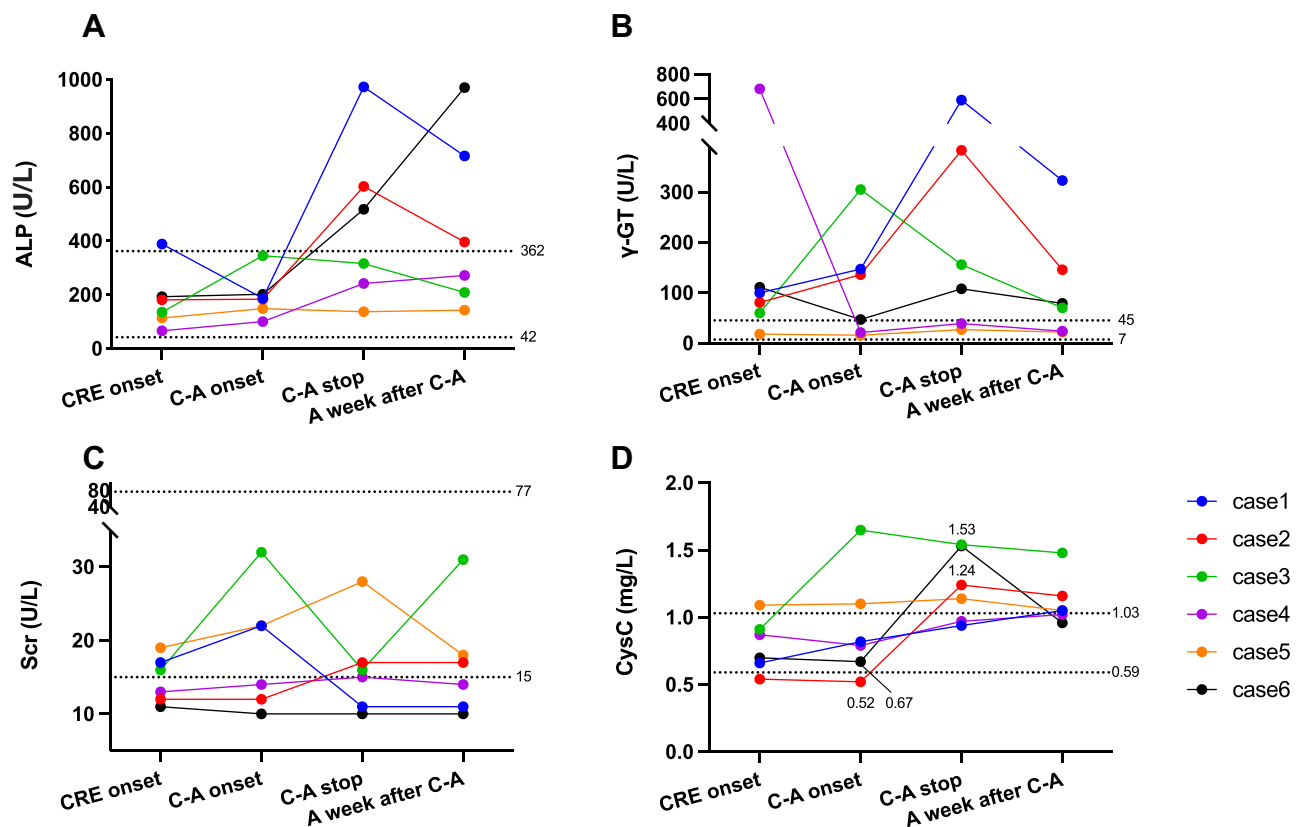 A
ALP (U/L)
1000
800
600
400
200
0
362
42
CRE onset
C-A onset
C-A stop
A week after C-A
B
γ-GT (U/L)
800
600
400
300
200
100
0
45
7
CRE onset
C-A onset
C-A stop
A week after C-A
C
Scr (U/L)
80
40
30
20
10
77
15
CRE onset
C-A onset
C-A stop
A week after C-A
D
CysC (mg/L)
2.0
1.5
1.0
0.5
0.0
1.53
1.24
1.03
0.59
0.52
0.67
CRE onset
C-A onset
C-A stop
A week after C-A
case1
case2
case3
case4
case5
case6